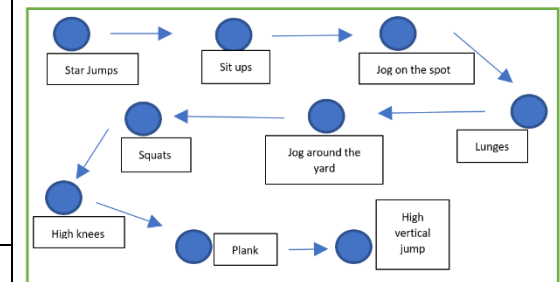 Star Jumps
Sit ups
Jog on the spot
Lunges
Jog around the
yard
Squats
High knees
Plank
High
vertical
jump